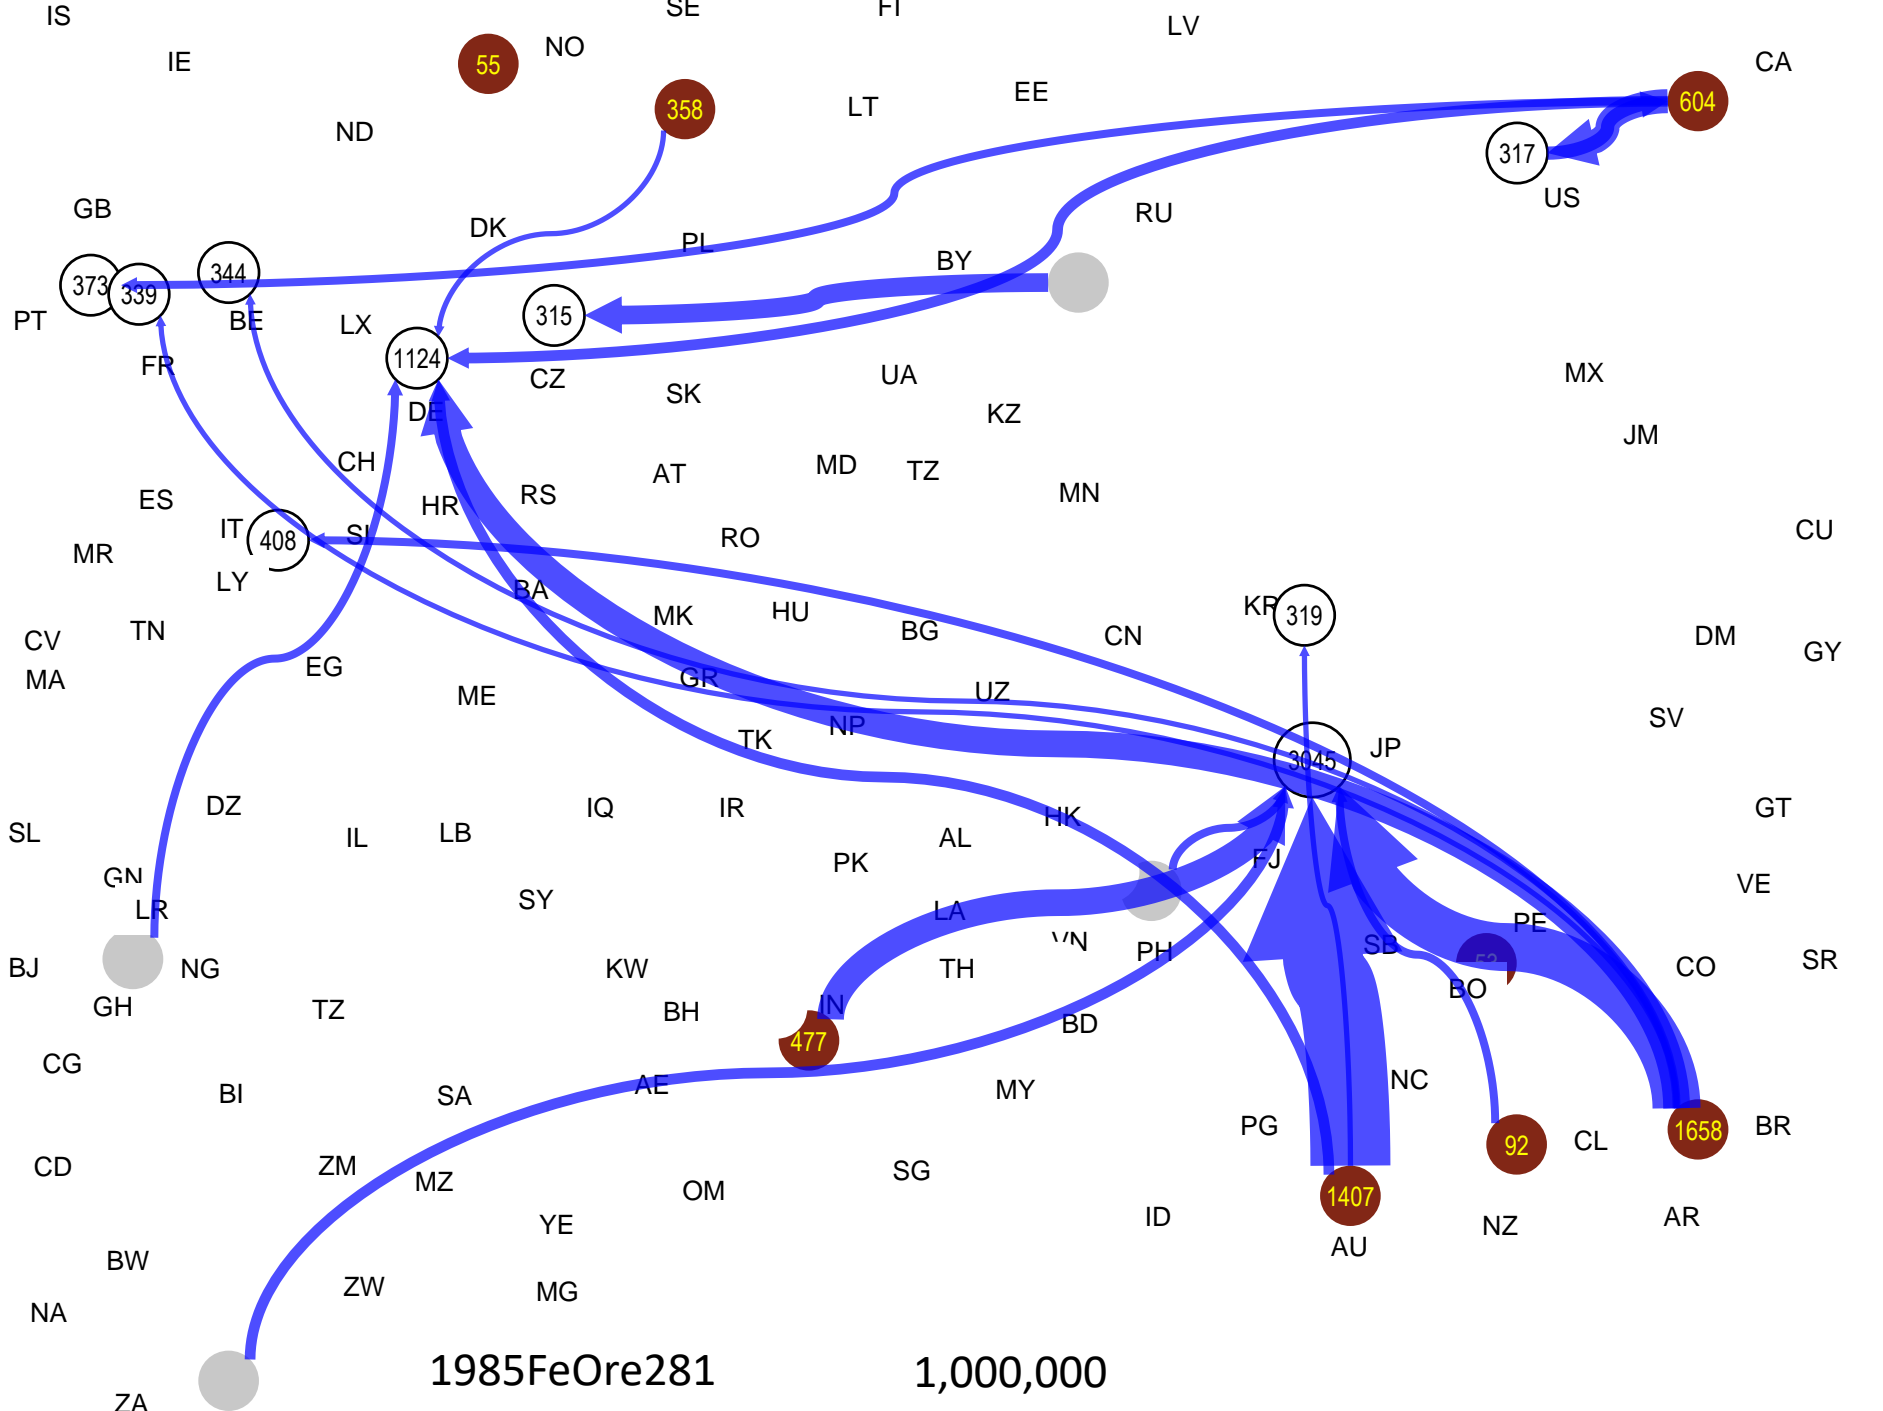 IS
SE
FI
LV
IE
55
NO
CA
358
LT
EE
604
ND
317
US
GB
DK
PL
RU
BY
373
339
344
315
PT
BE
LX
1124
FR
CZ
SK
UA
MX
DE
KZ
JM
CH
AT
MD
TZ
ES
HR
RS
MN
IT
408
SI
RO
CU
MR
LY
BA
MK
HU
KR
319
CV
TN
BG
CN
DM
GY
MA
EG
ME
GR
UZ
SV
TK
NP
3045
JP
DZ
IQ
IR
HK
GT
SL
IL
LB
AL
PK
FJ
GN
LR
SY
LA
VE
PE
VN
PH
SB
BJ
NG
KW
TH
52
BO
CO
SR
GH
TZ
BH
IN
477
BD
CG
BI
SA
AE
MY
NC
PG
92
CL
1658
BR
CD
ZM
MZ
OM
SG
1407
YE
ID
AU
NZ
AR
BW
ZW
MG
NA
1985FeOre281
1,000,000
ZA